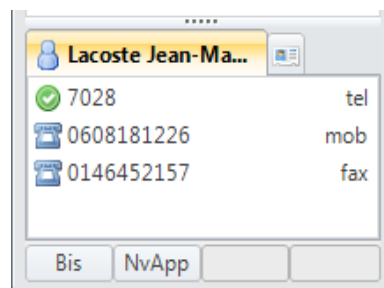 Lacoste Jean-Ma...
7028 tel
0608181226 mob
0146452157 fax
Bis NvApp